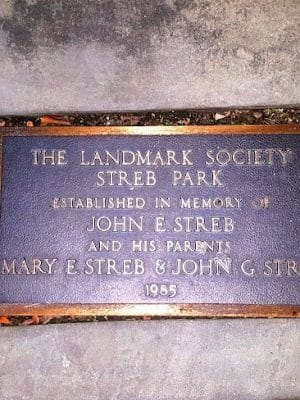 THE LANDMARK SOCIETY
STREB PARK
ESTABLISHED IN MEMORY OF
JOHN E STREB
AND HIS PARENTS
MARY E STREB & JOHN G STR
1985